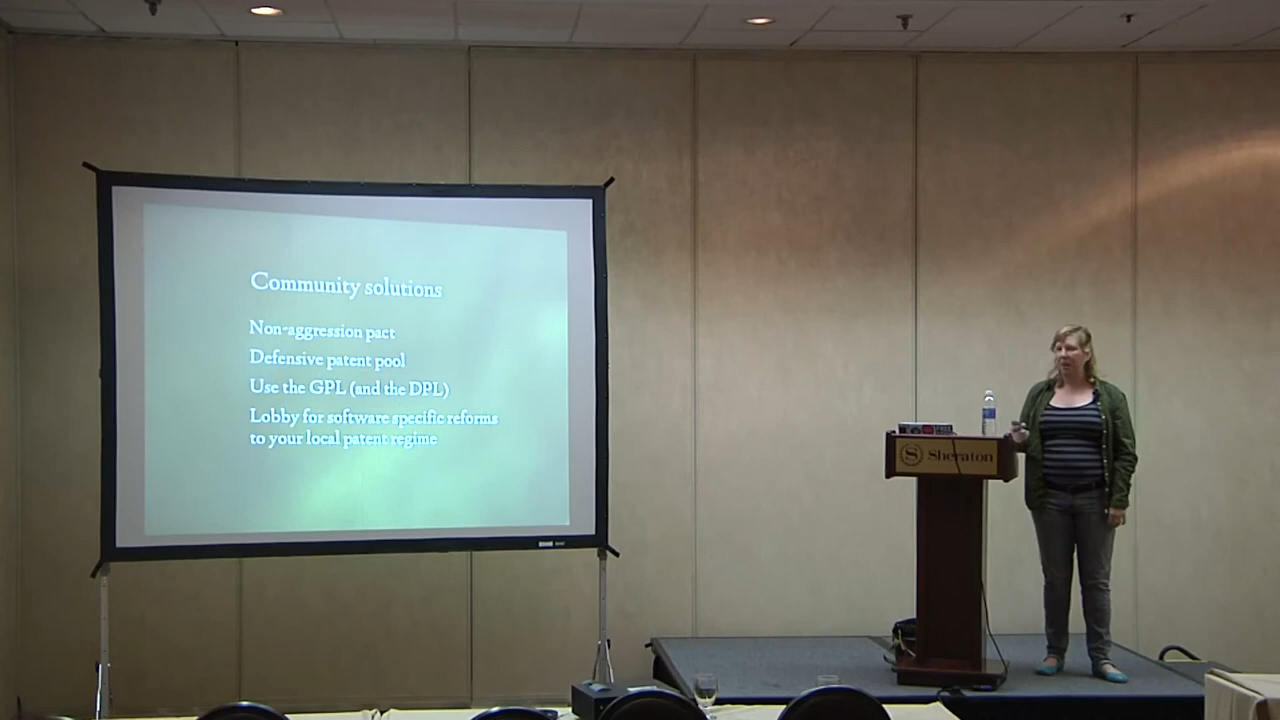 Community solutions
Non-aggression pact
Defensive patent pool
Use the GPL (and the DPL)
Lobby for software specific reforms
to your local patent regime
S Sheraton